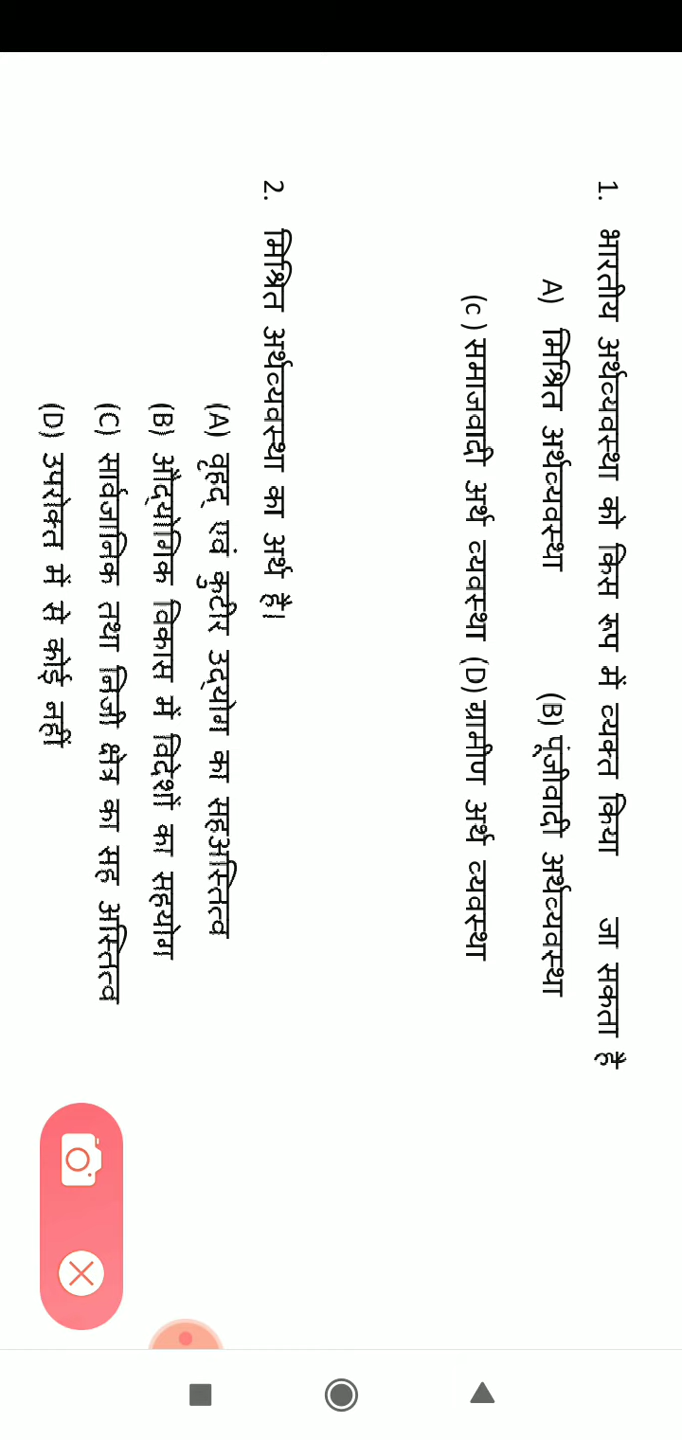 1. भारतीय अर्थव्यवस्था को किस रूप में व्यक्त किया जा सकता है
A) मिश्रित अर्थव्यवस्था (B) पूंजीवादी अर्थव्यवस्था
(c ) समाजवादी अर्थ व्यवस्था (D) ग्रामीण अर्थ व्यवस्था
2. मिश्रित अर्थव्यवस्था का अर्थ है।
(A) वृहद् एवं कुटीर उद्योग का सहअस्तित्व
(B) औद्योगिक विकास में विदेशों का सहयोग
(C) सार्वजानिक तथा निजी क्षेत्र का सह अस्तित्व
(D) उपरोक्त में से कोई नहीं